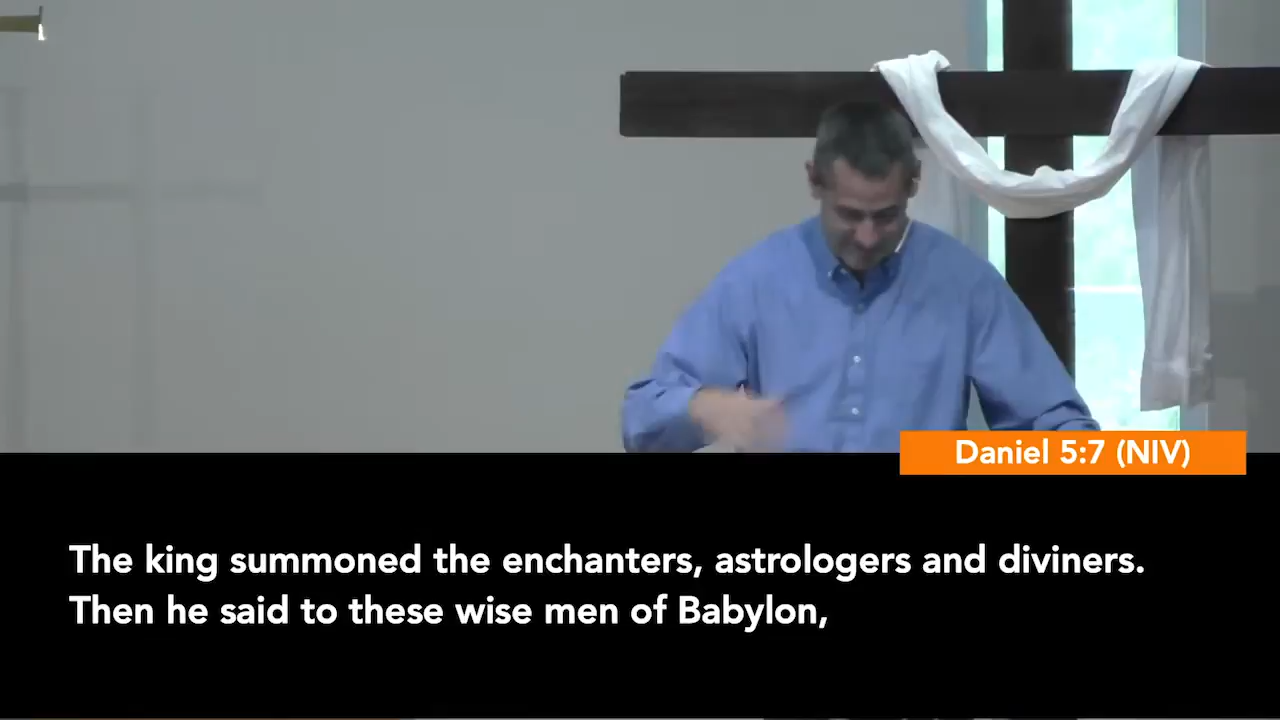 Daniel 5:7 (NIV)
The king summoned the enchanters, astrologers and diviners.
Then he said to these wise men of Babylon,